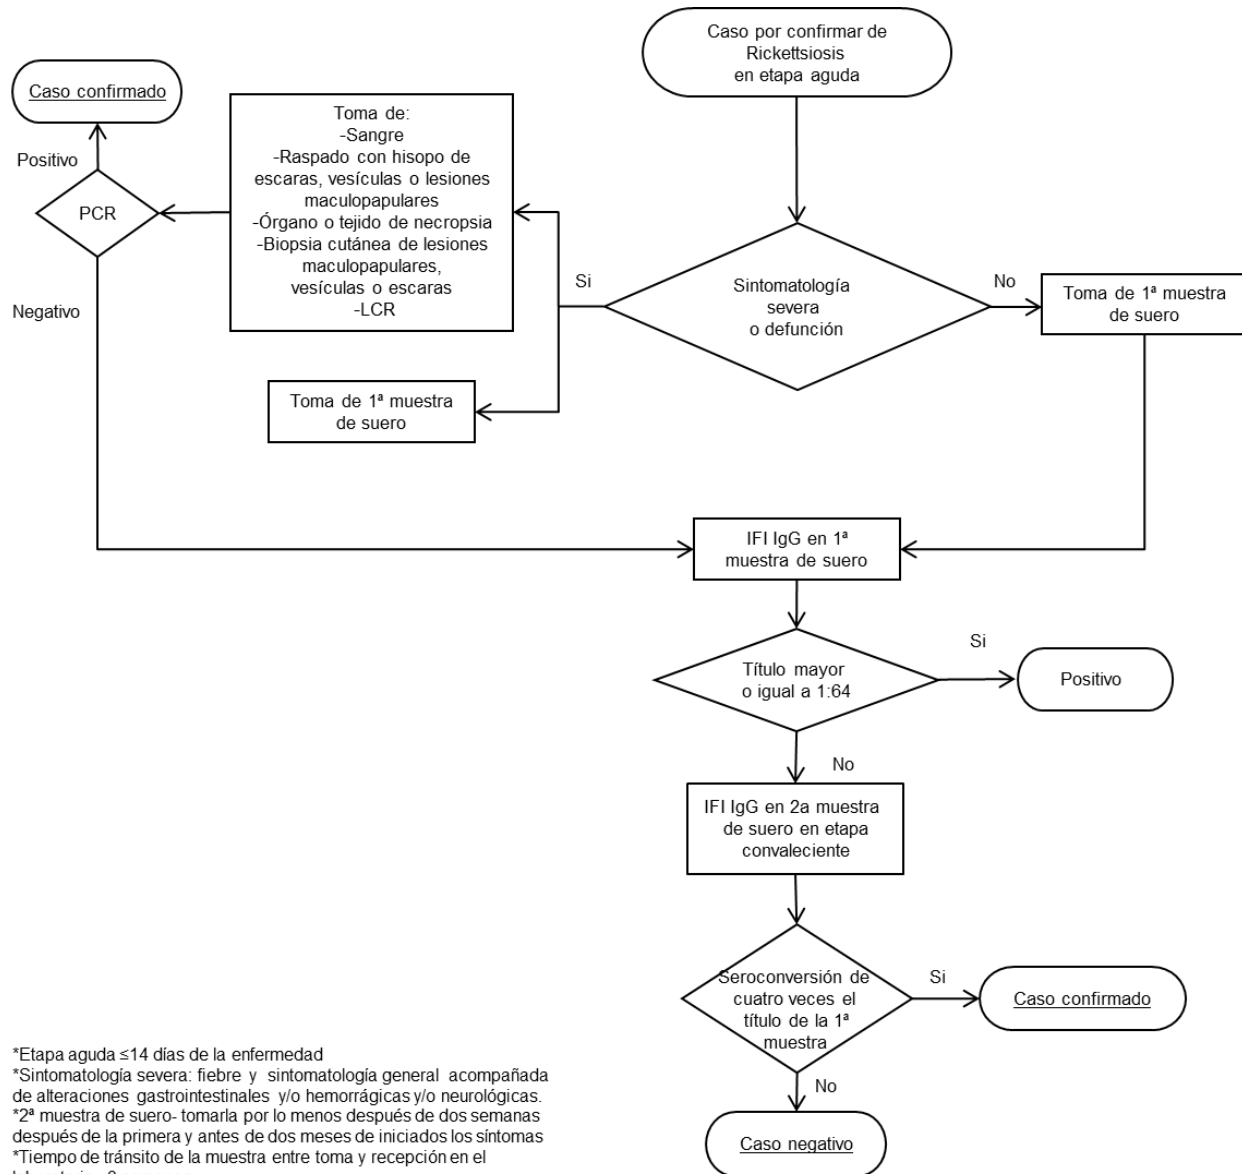 Caso por confirmar de
Rickettsiosis
en etapa aguda
Caso confirmado
Toma de:
-Sangre
-Raspado con hisopo de
escaras, vesículas o lesiones
maculopapulares
-Órgano o tejido de necropsia
-Biopsia cutánea de lesiones
maculopapulares,
vesículas o escaras
-LCR
Positivo
PCR
Negativo
Si
Sintomatología
severa
o defunción
No
Toma de 1ª muestra
de suero
Toma de 1ª muestra
de suero
IFI IgG en 1ª
muestra de suero
Título mayor
o igual a 1:64
Si
Positivo
No
IFI IgG en 2a muestra
de suero en etapa
convaleciente
Seroconversión de
cuatro veces el
título de la 1ª
muestra
Si
Caso confirmado
No
Caso negativo
*Etapa aguda ≤14 días de la enfermedad
*Sintomatología severa: fiebre y sintomatología general acompañada
de alteraciones gastrointestinales y/o hemorrágicas y/o neurológicas.
*2ª muestra de suero- tomarla por lo menos después de dos semanas
después de la primera y antes de dos meses de iniciados los síntomas
*Tiempo de tránsito de la muestra entre toma y recepción en el